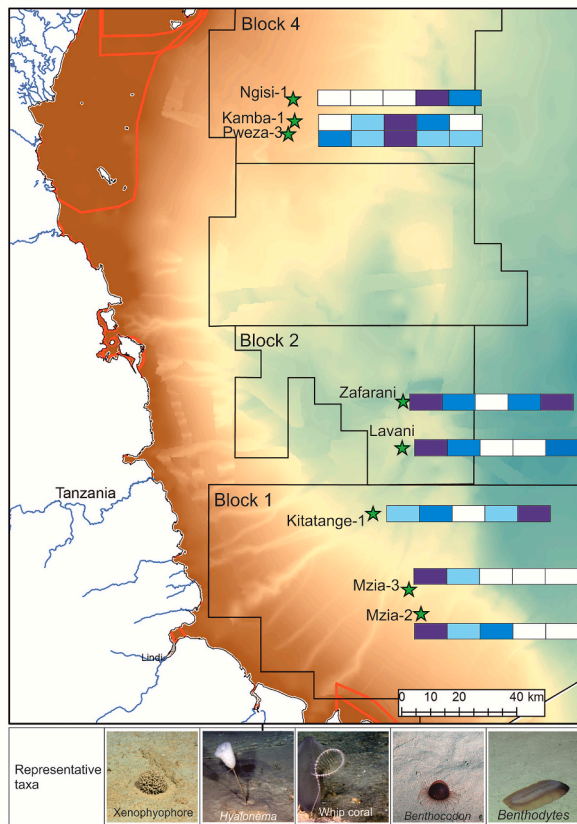 Block 4
Ngisi-1
Kamba-1
Pweza-3
Block 2
Zafarani
Lavani
Tanzania
Block 1
Kitatange-1
Mzia-3
Mzia-2
Lindi
0 10 20 40 km
Representative
taxa
Xenophyophore
Hyalonema
Whip coral
Benthocodon
Benthodytes